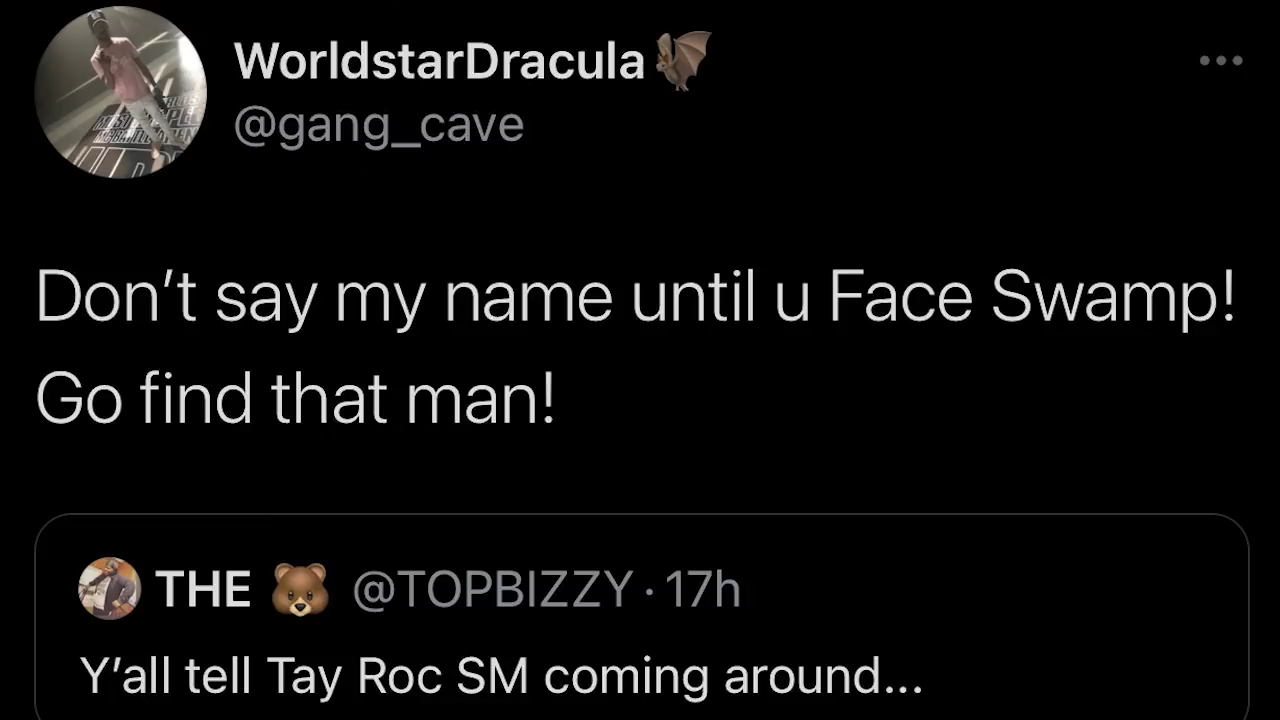 WorldstarDracula🦇
@gang_cave
Don’t say my name until u Face Swamp!
Go find that man!
THE 🐻 @TOPBIZZY · 17h
Y’all tell Tay Roc SM coming around...